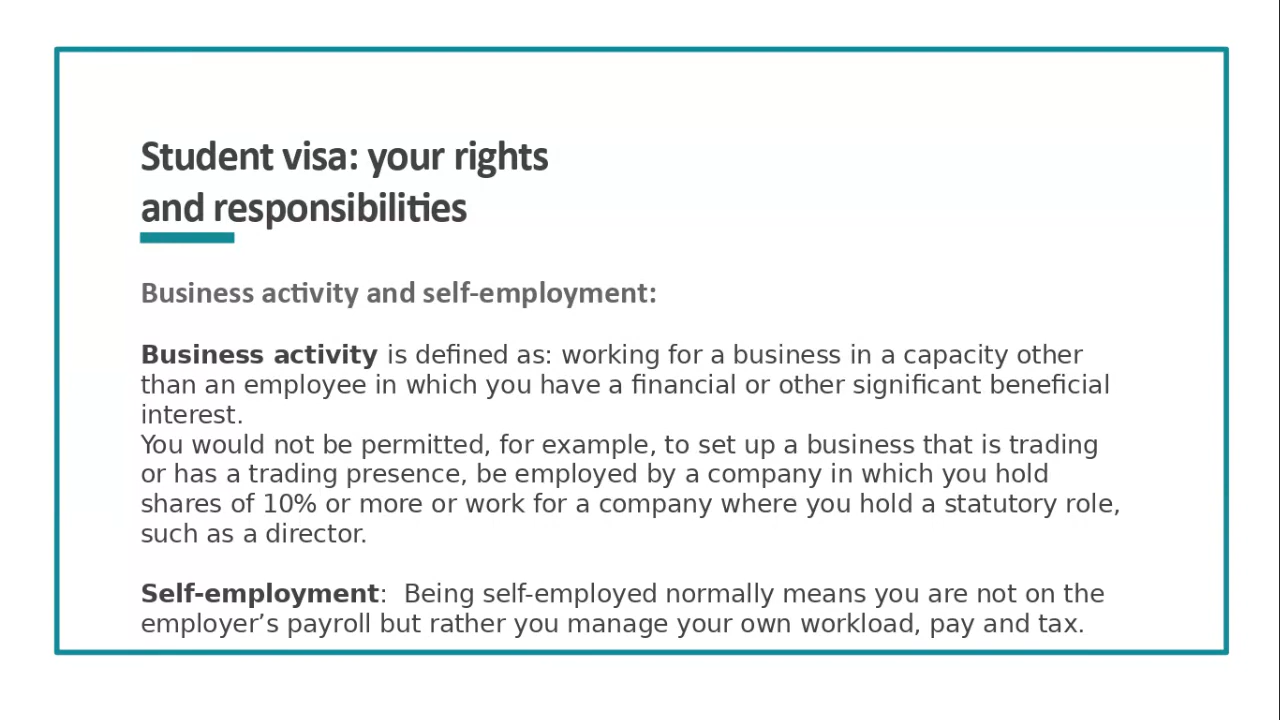 Student visa: your rights
and responsibilities
Business activity and self-employment:
Business activity is defined as: working for a business in a capacity other
than an employee in which you have a financial or other significant beneficial
interest.
You would not be permitted, for example, to set up a business that is trading
or has a trading presence, be employed by a company in which you hold
shares of 10% or more or work for a company where you hold a statutory role,
such as a director.
Self-employment:  Being self-employed normally means you are not on the
employer’s payroll but rather you manage your own workload, pay and tax.